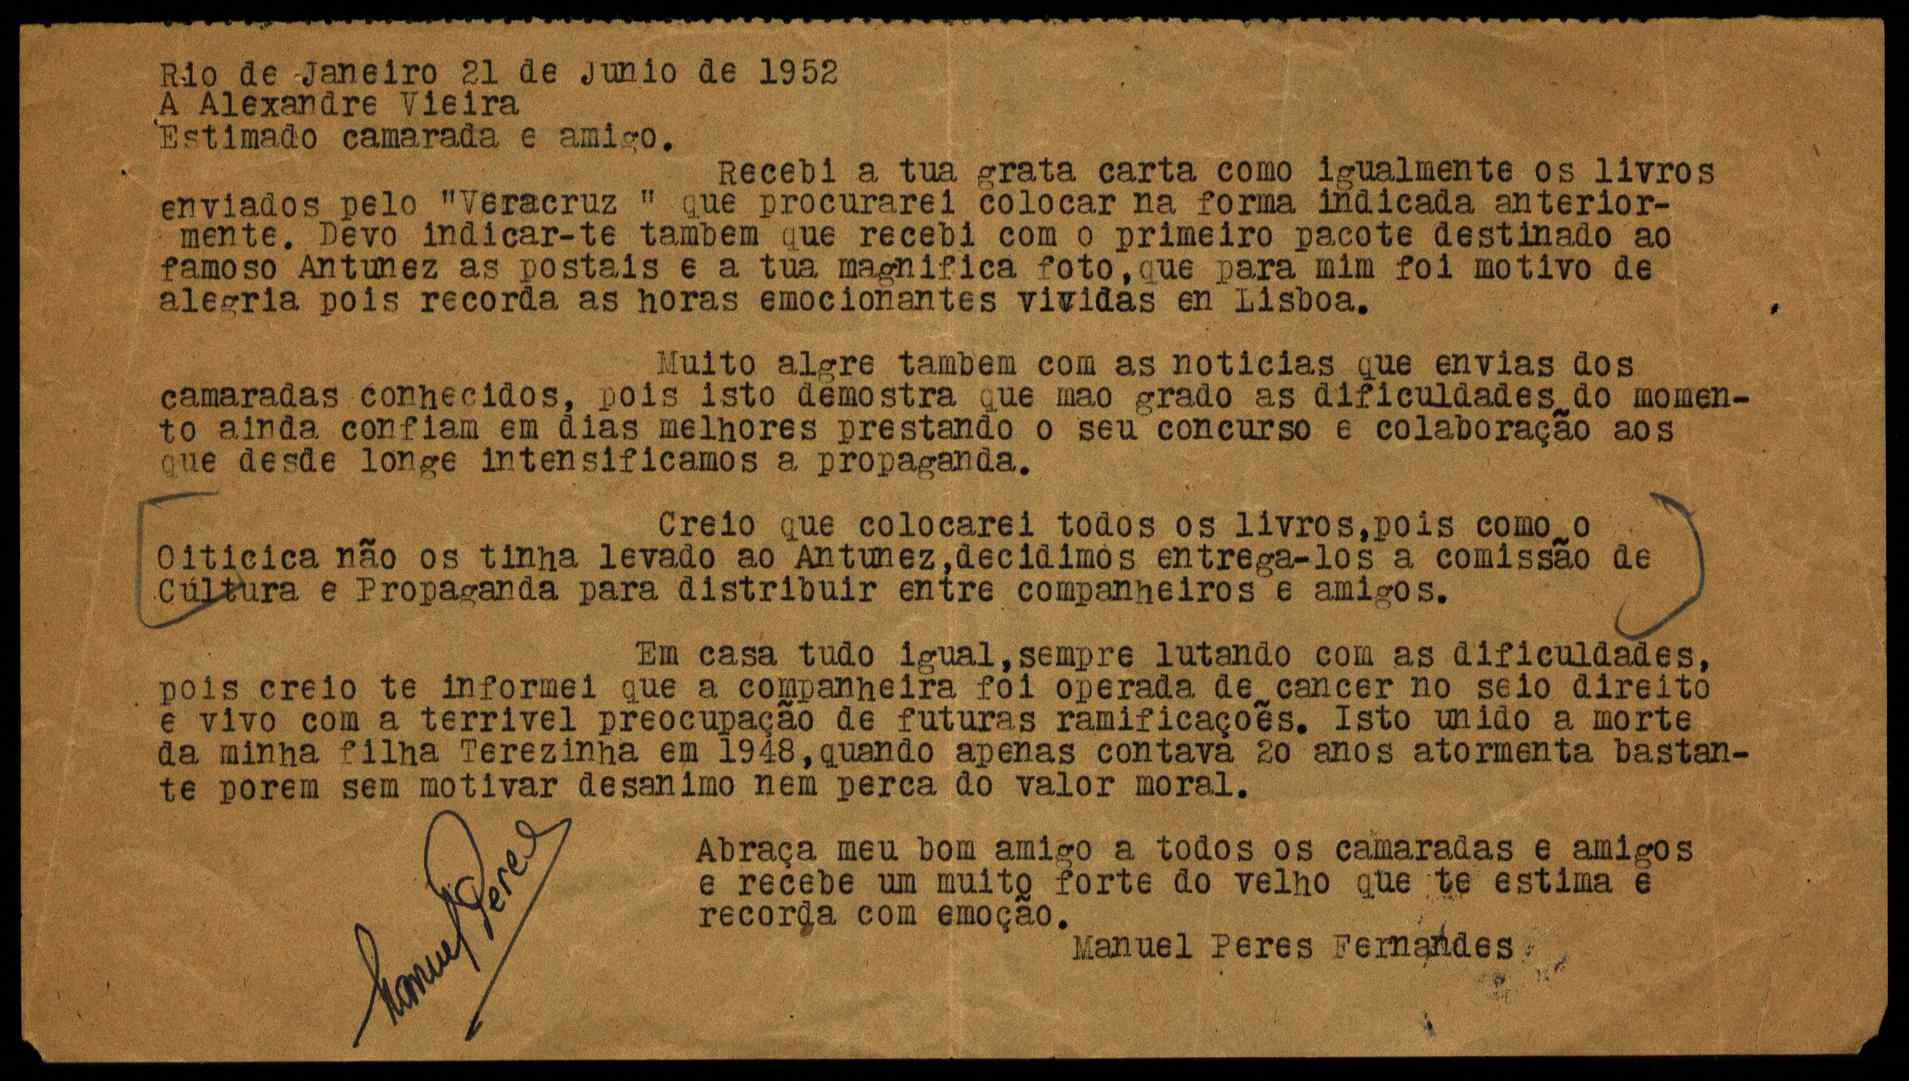 Rio de Janeiro 21 de Junio de 1952
A Alexandre Vieira
Estimado camarada e amigo.
Recebi a tua grata carta como igualmente os livros
enviados pelo "Veracruz " que procurarei colocar na forma indicada anterior-
mente. Devo indicar-te tambem que recebi com o primeiro pacote destinado ao
famoso Antunez as postais e a tua magnifica foto,que para mim foi motivo de
alegria pois recorda as horas emocionantes vividas en Lisboa.
Muito algre tambem com as noticias que envias dos
camaradas conhecidos, pois isto demostra que mao grado as dificuldades do momen-
to ainda confiam em dias melhores prestando o seu concurso e colaboração aos
que desde longe intensificamos a propaganda.
Creio que colocarei todos os livros,pois como o
Oiticica não os tinha levado ao Antunez,decidimos entrega-los a comissão de
Cultura e Propaganda para distribuir entre companheiros e amigos.
Em casa tudo igual,sempre lutando com as dificuldades,
pois creio te informei que a companheira foi operada de cancer no seio direito
e vivo com a terrivel preocupação de futuras ramificaçoẽs. Isto unido a morte
da minha filha Terezinha em 1948,quando apenas contava 2o anos atormenta bastan-
te porem sem motivar desanimo nem perca do valor moral.
Abraça meu bom amigo a todos os camaradas e amigos
e recebe um muito forte do velho que te estima e
recorda com emoção.
Manuel Peres Fernandes
Manuel Peres